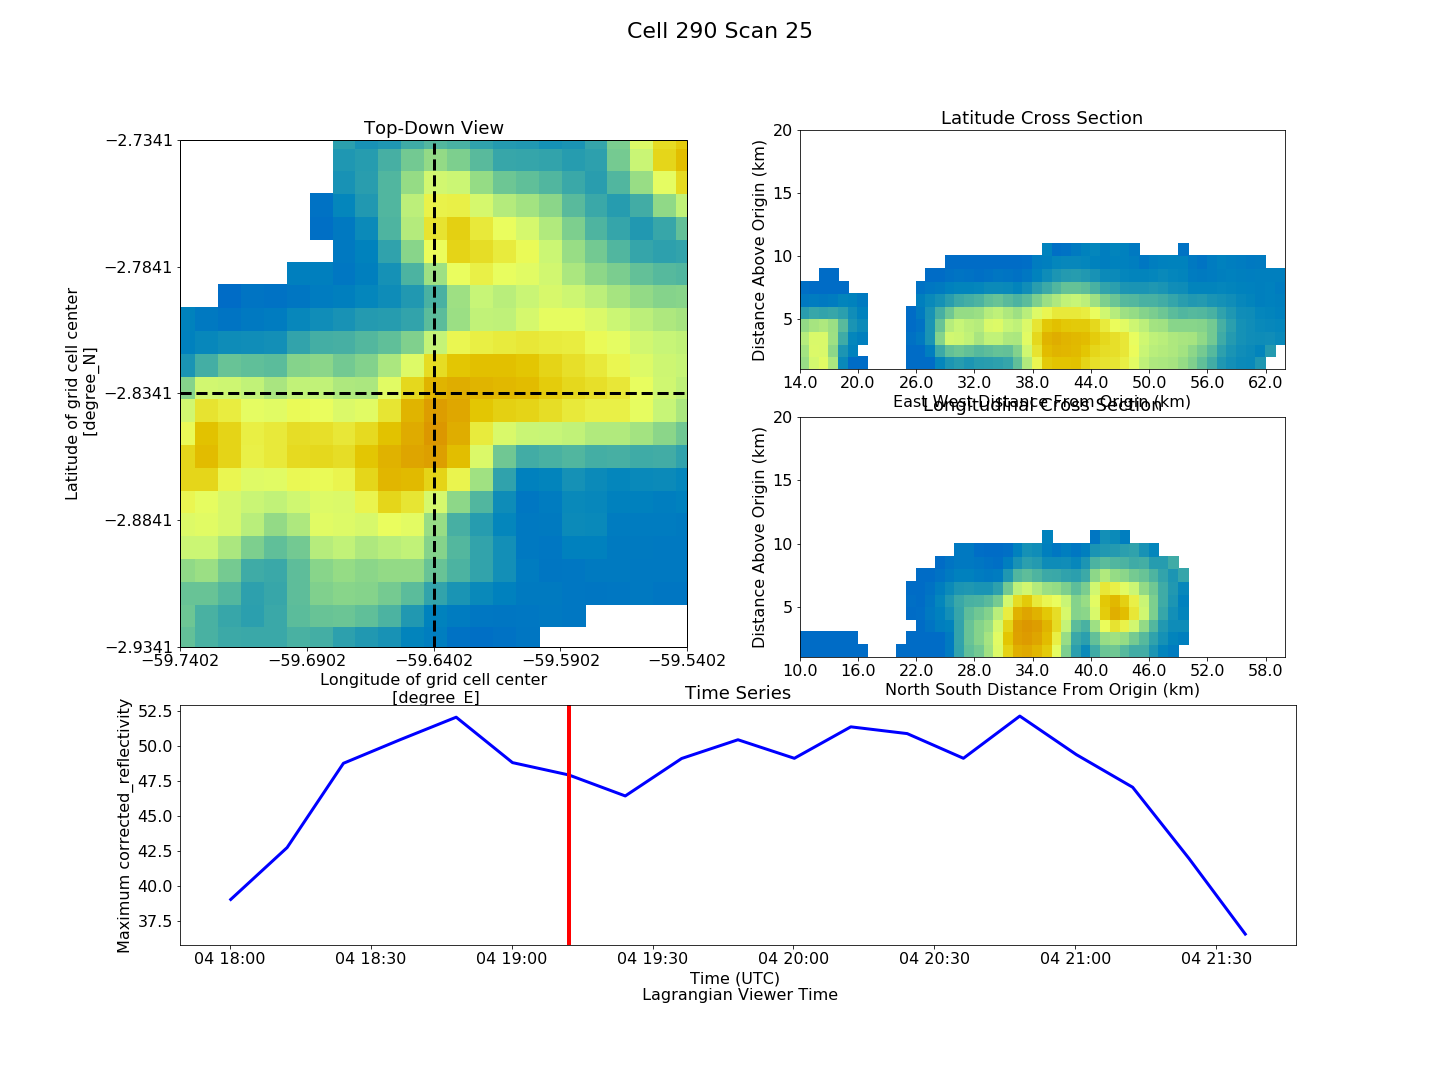 Cell 290 Scan 25
Top-Down View
−2.7341
−2.7841
−2.8341
−2.8841
−2.9341
Latitude of grid cell center
[degree_N]
−59.7402 −59.6902 −59.6402 −59.5902 −59.5402
Longitude of grid cell center
[degree_E]
Latitude Cross Section
20
15
10
5
Distance Above Origin (km)
14.0 20.0 26.0 32.0 38.0 44.0 50.0 56.0 62.0
East West Distance From Origin (km)
Longitudinal Cross Section
20
15
10
5
Distance Above Origin (km)
10.0 16.0 22.0 28.0 34.0 40.0 46.0 52.0 58.0
North South Distance From Origin (km)
Time Series
52.5
50.0
47.5
45.0
42.5
40.0
37.5
Maximum corrected_reflectivity
04 18:00 04 18:30 04 19:00 04 19:30 04 20:00 04 20:30 04 21:00 04 21:30
Time (UTC)
Lagrangian Viewer Time